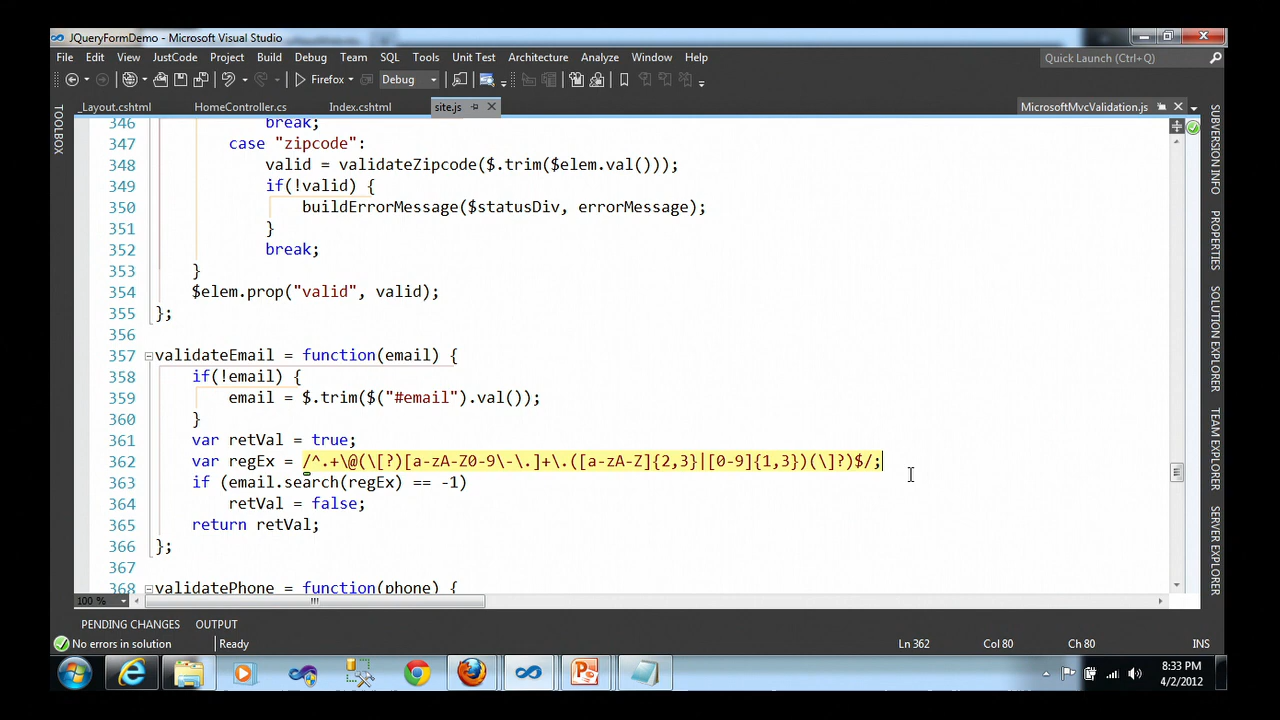 JQueryFormDemo - Microsoft Visual Studio
File Edit View JustCode Project Build Debug Team SQL Tools Unit Test Architecture Analyze Window Help
Quick Launch (Ctrl+Q)
Firefox Debug
_Layout.cshtml HomeController.cs Index.cshtml site.js MicrosoftMvcValidation.js
TOOLBOX
346 break;
347 case "zipcode":
348 valid = validateZipcode($.trim($elem.val()));
349 if(!valid) {
350 buildErrorMessage($statusDiv, errorMessage);
351 }
352 break;
353 }
354 $elem.prop("valid", valid);
355 };
356
357 validateEmail = function(email) {
358 if(!email) {
359 email = $.trim($("#email").val());
360 }
361 var retVal = true;
362 var regEx = /^.+\@(\[?)[a-zA-Z0-9\-\.]+\.([a-zA-Z]{2,3}|[0-9]{1,3})(\]?)$/;
363 if (email.search(regEx) == -1)
364 retVal = false;
365 return retVal;
366 };
367
368 validatePhone = function(phone) {
SUBVERSION INFO
PROPERTIES
SOLUTION EXPLORER
TEAM EXPLORER
SERVER EXPLORER
100 %
PENDING CHANGES OUTPUT
No errors in solution Ready Ln 362 Col 80 Ch 80 INS
8:33 PM
4/2/2012